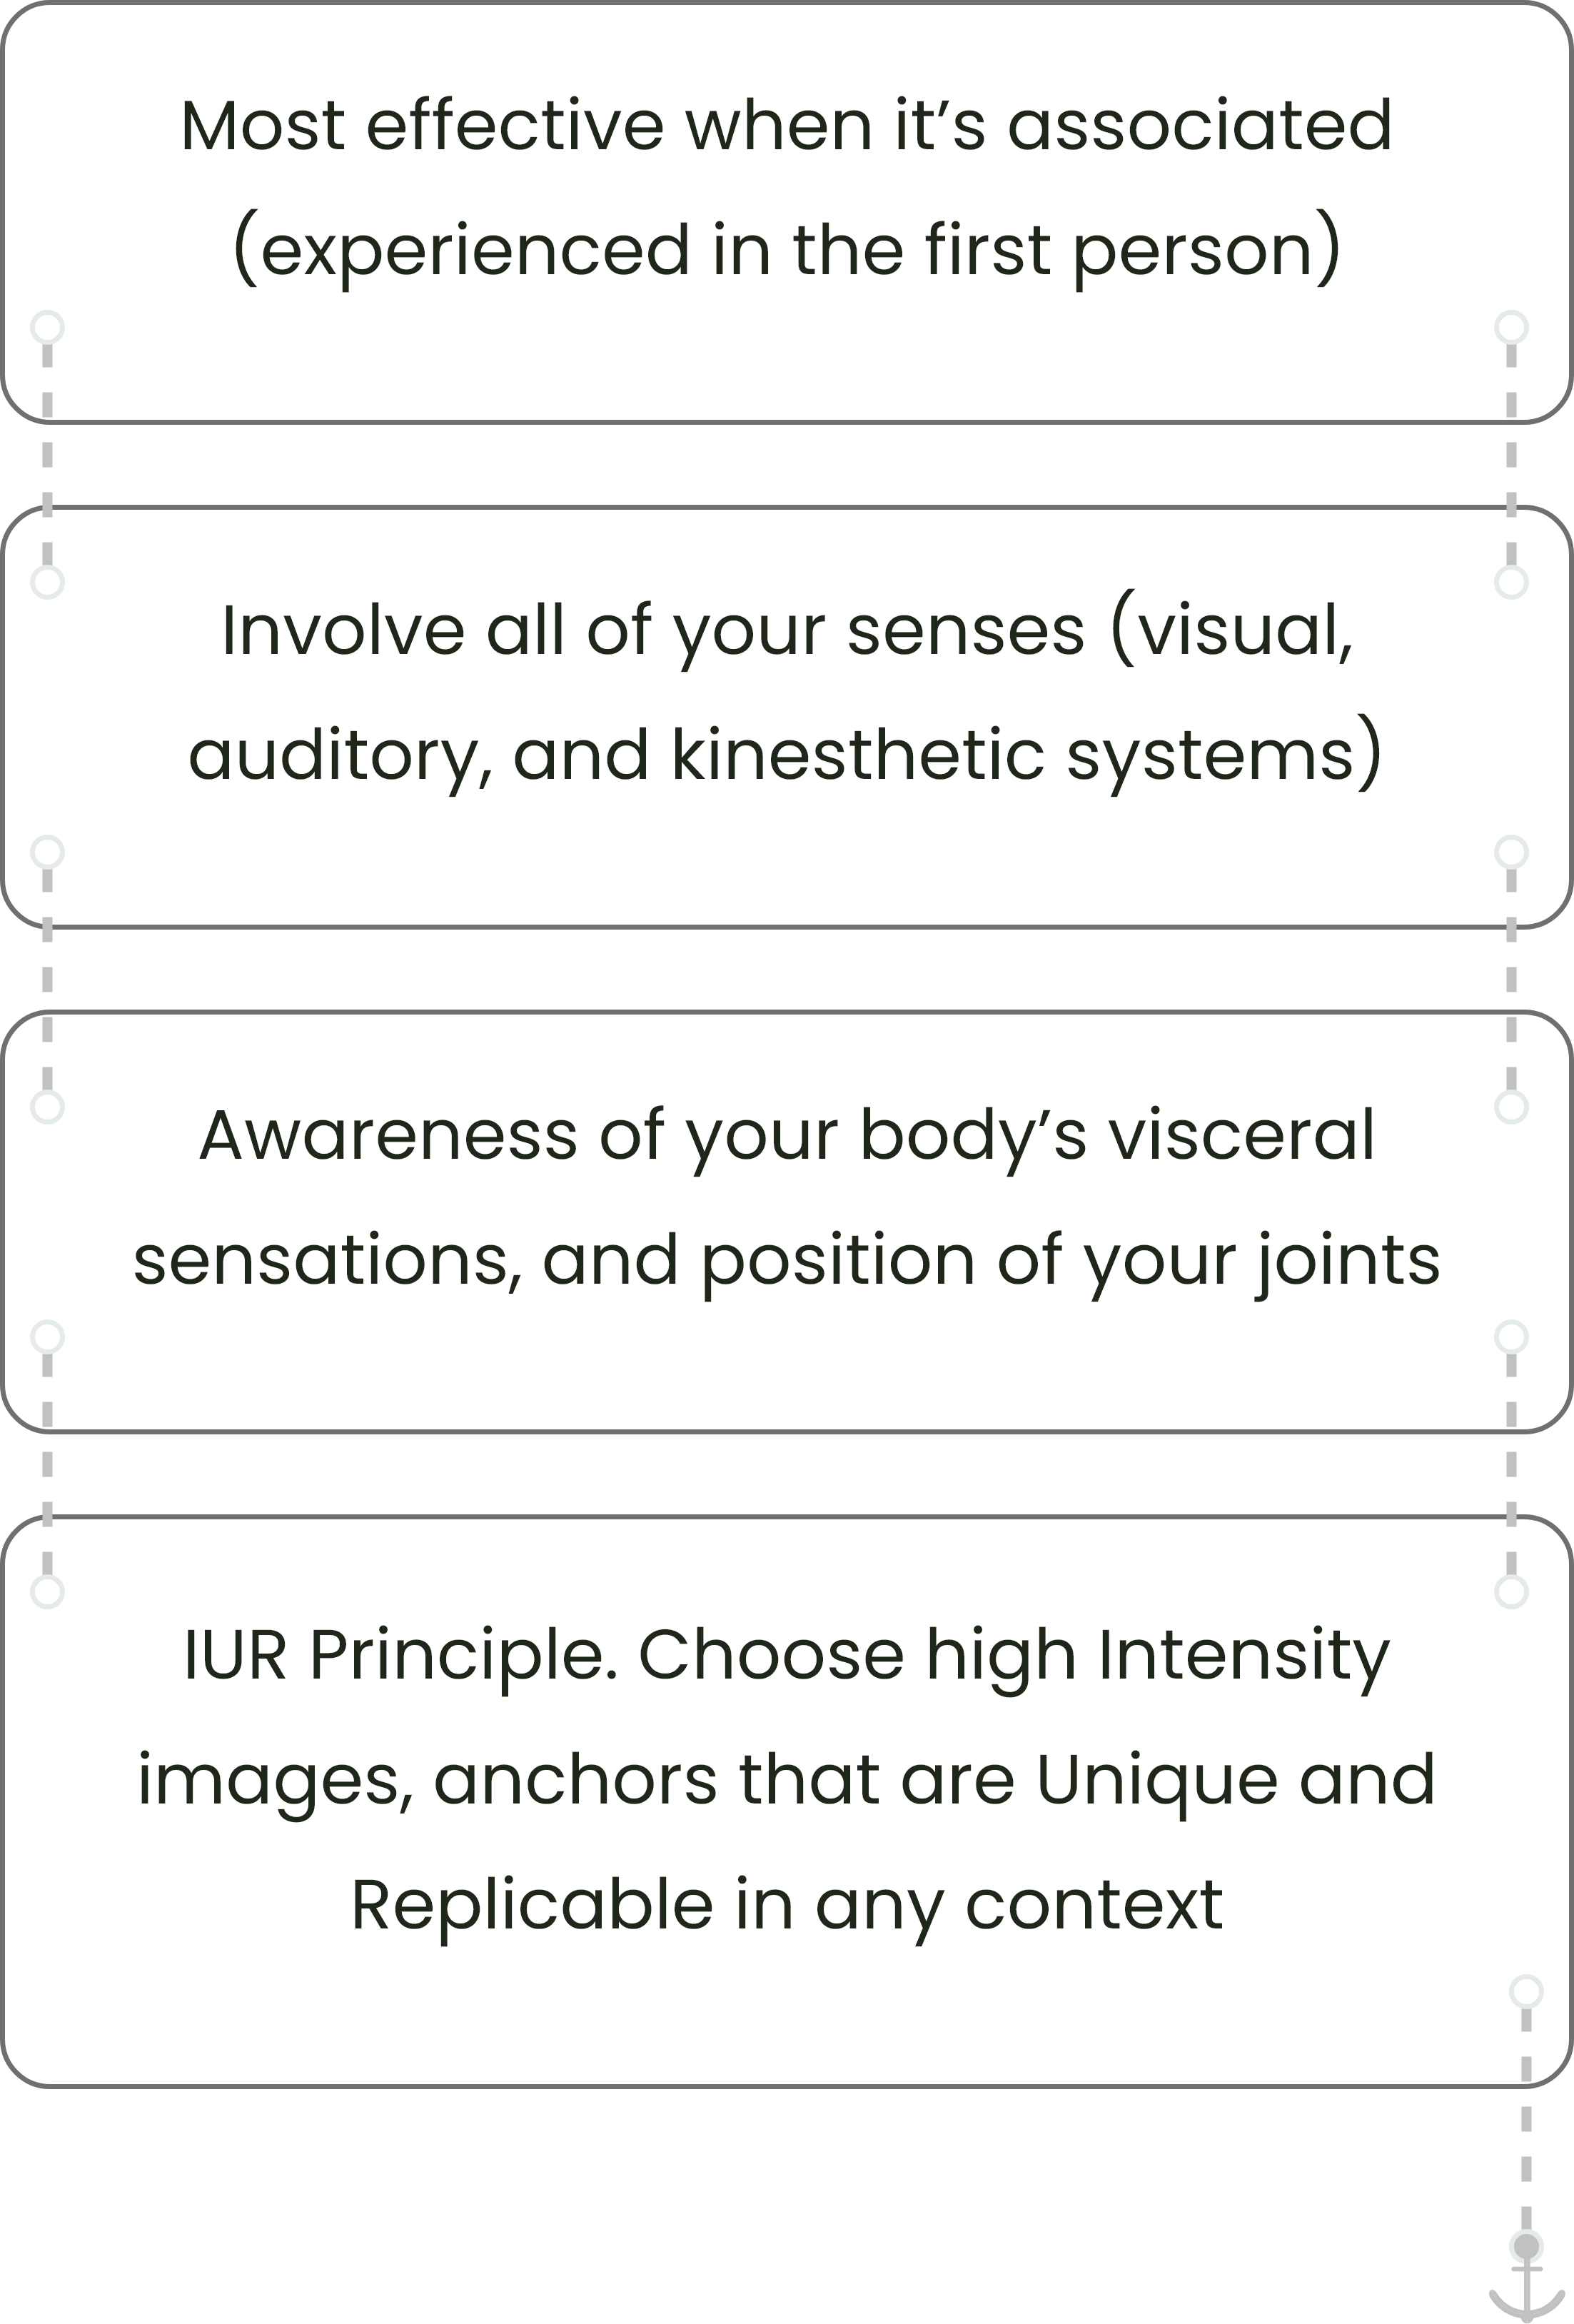 Most effective when it’s associated
(experienced in the first person)
Involve all of your senses (visual,
auditory, and kinesthetic systems)
Awareness of your body’s visceral
sensations, and position of your joints
IUR Principle. Choose high Intensity
images, anchors that are Unique and
Replicable in any context